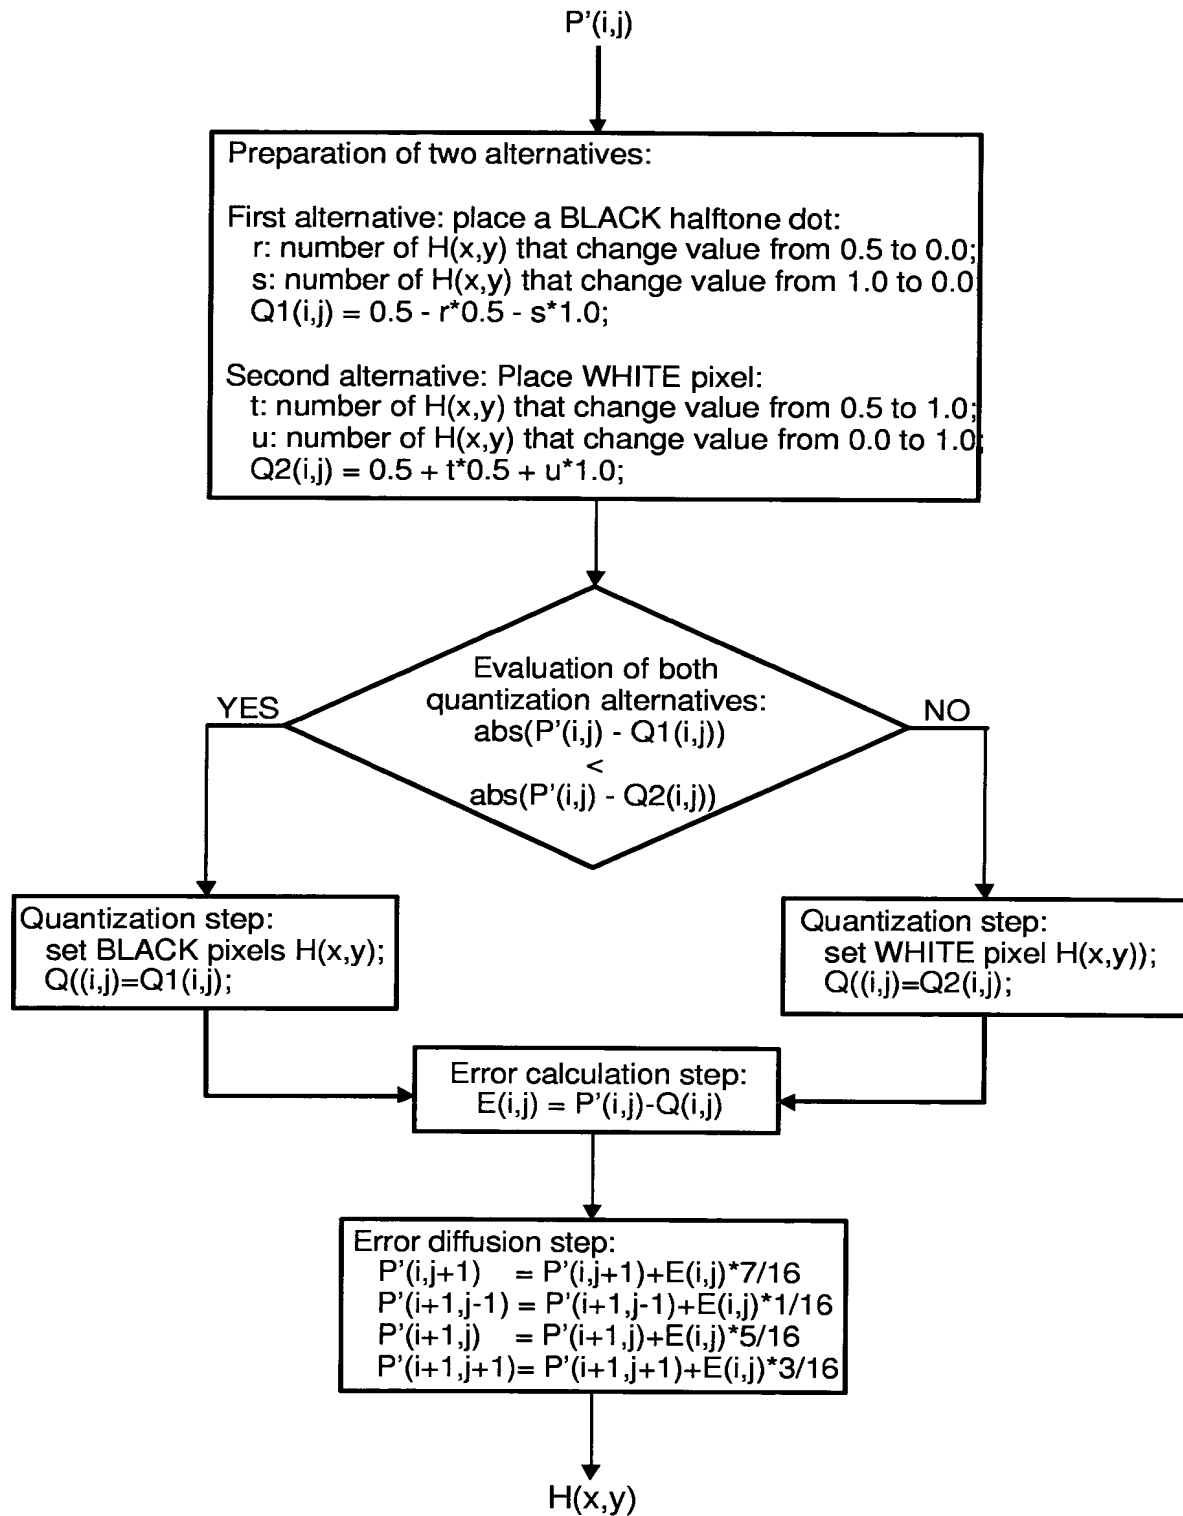 P'(i,j)
Preparation of two alternatives:
First alternative: place a BLACK halftone dot:
r: number of H(x,y) that change value from 0.5 to 0.0;
s: number of H(x,y) that change value from 1.0 to 0.0;
Q1(i,j) = 0.5 - r*0.5 - s*1.0;
Second alternative: Place WHITE pixel:
t: number of H(x,y) that change value from 0.5 to 1.0;
u: number of H(x,y) that change value from 0.0 to 1.0;
Q2(i,j) = 0.5 + t*0.5 + u*1.0;
Evaluation of both
quantization alternatives:
abs(P'(i,j) - Q1(i,j))
<
abs(P'(i,j) - Q2(i,j))
YES
NO
Quantization step:
set BLACK pixels H(x,y);
Q((i,j)=Q1(i,j);
Quantization step:
set WHITE pixel H(x,y));
Q((i,j)=Q2(i,j);
Error calculation step:
E(i,j) = P'(i,j)-Q(i,j)
Error diffusion step:
P'(i,j+1) = P'(i,j+1)+E(i,j)*7/16
P'(i+1,j-1) = P'(i+1,j-1)+E(i,j)*1/16
P'(i+1,j) = P'(i+1,j)+E(i,j)*5/16
P'(i+1,j+1)= P'(i+1,j+1)+E(i,j)*3/16
H(x,y)